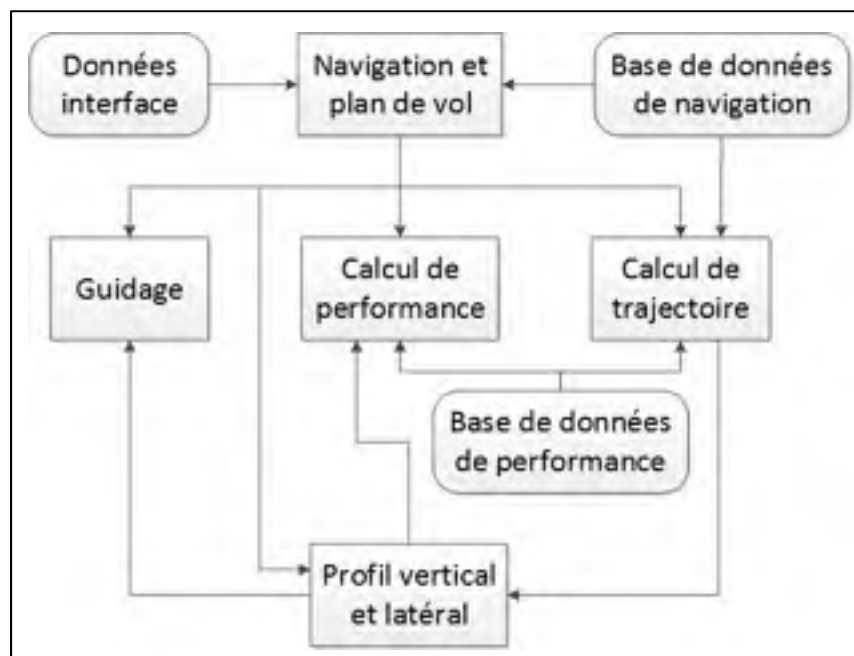 Données
interface
Navigation et
plan de vol
Base de données
de navigation
Guidage
Calcul de
performance
Calcul de
trajectoire
Base de données
de performance
Profil vertical
et latéral